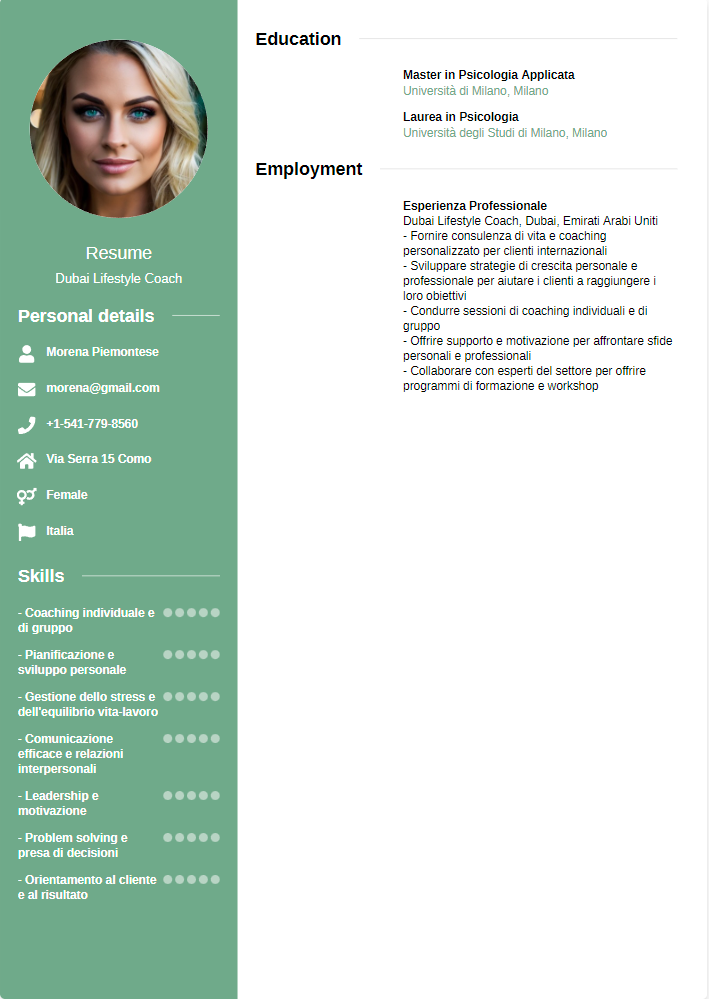 Resume
Dubai Lifestyle Coach
Personal details
Morena Piemontese
morena@gmail.com
+1-541-779-8560
Via Serra 15 Como
Female
Italia
Skills
- Coaching individuale e
di gruppo
- Pianificazione e
sviluppo personale
- Gestione dello stress e
dell'equilibrio vita-lavoro
- Comunicazione
efficace e relazioni
interpersonali
- Leadership e
motivazione
- Problem solving e
presa di decisioni
- Orientamento al cliente
e al risultato
Education
Master in Psicologia Applicata
Università di Milano, Milano
Laurea in Psicologia
Università degli Studi di Milano, Milano
Employment
Esperienza Professionale
Dubai Lifestyle Coach, Dubai, Emirati Arabi Uniti
- Fornire consulenza di vita e coaching
personalizzato per clienti internazionali
- Sviluppare strategie di crescita personale e
professionale per aiutare i clienti a raggiungere i
loro obiettivi
- Condurre sessioni di coaching individuali e di
gruppo
- Offrire supporto e motivazione per affrontare sfide
personali e professionali
- Collaborare con esperti del settore per offrire
programmi di formazione e workshop